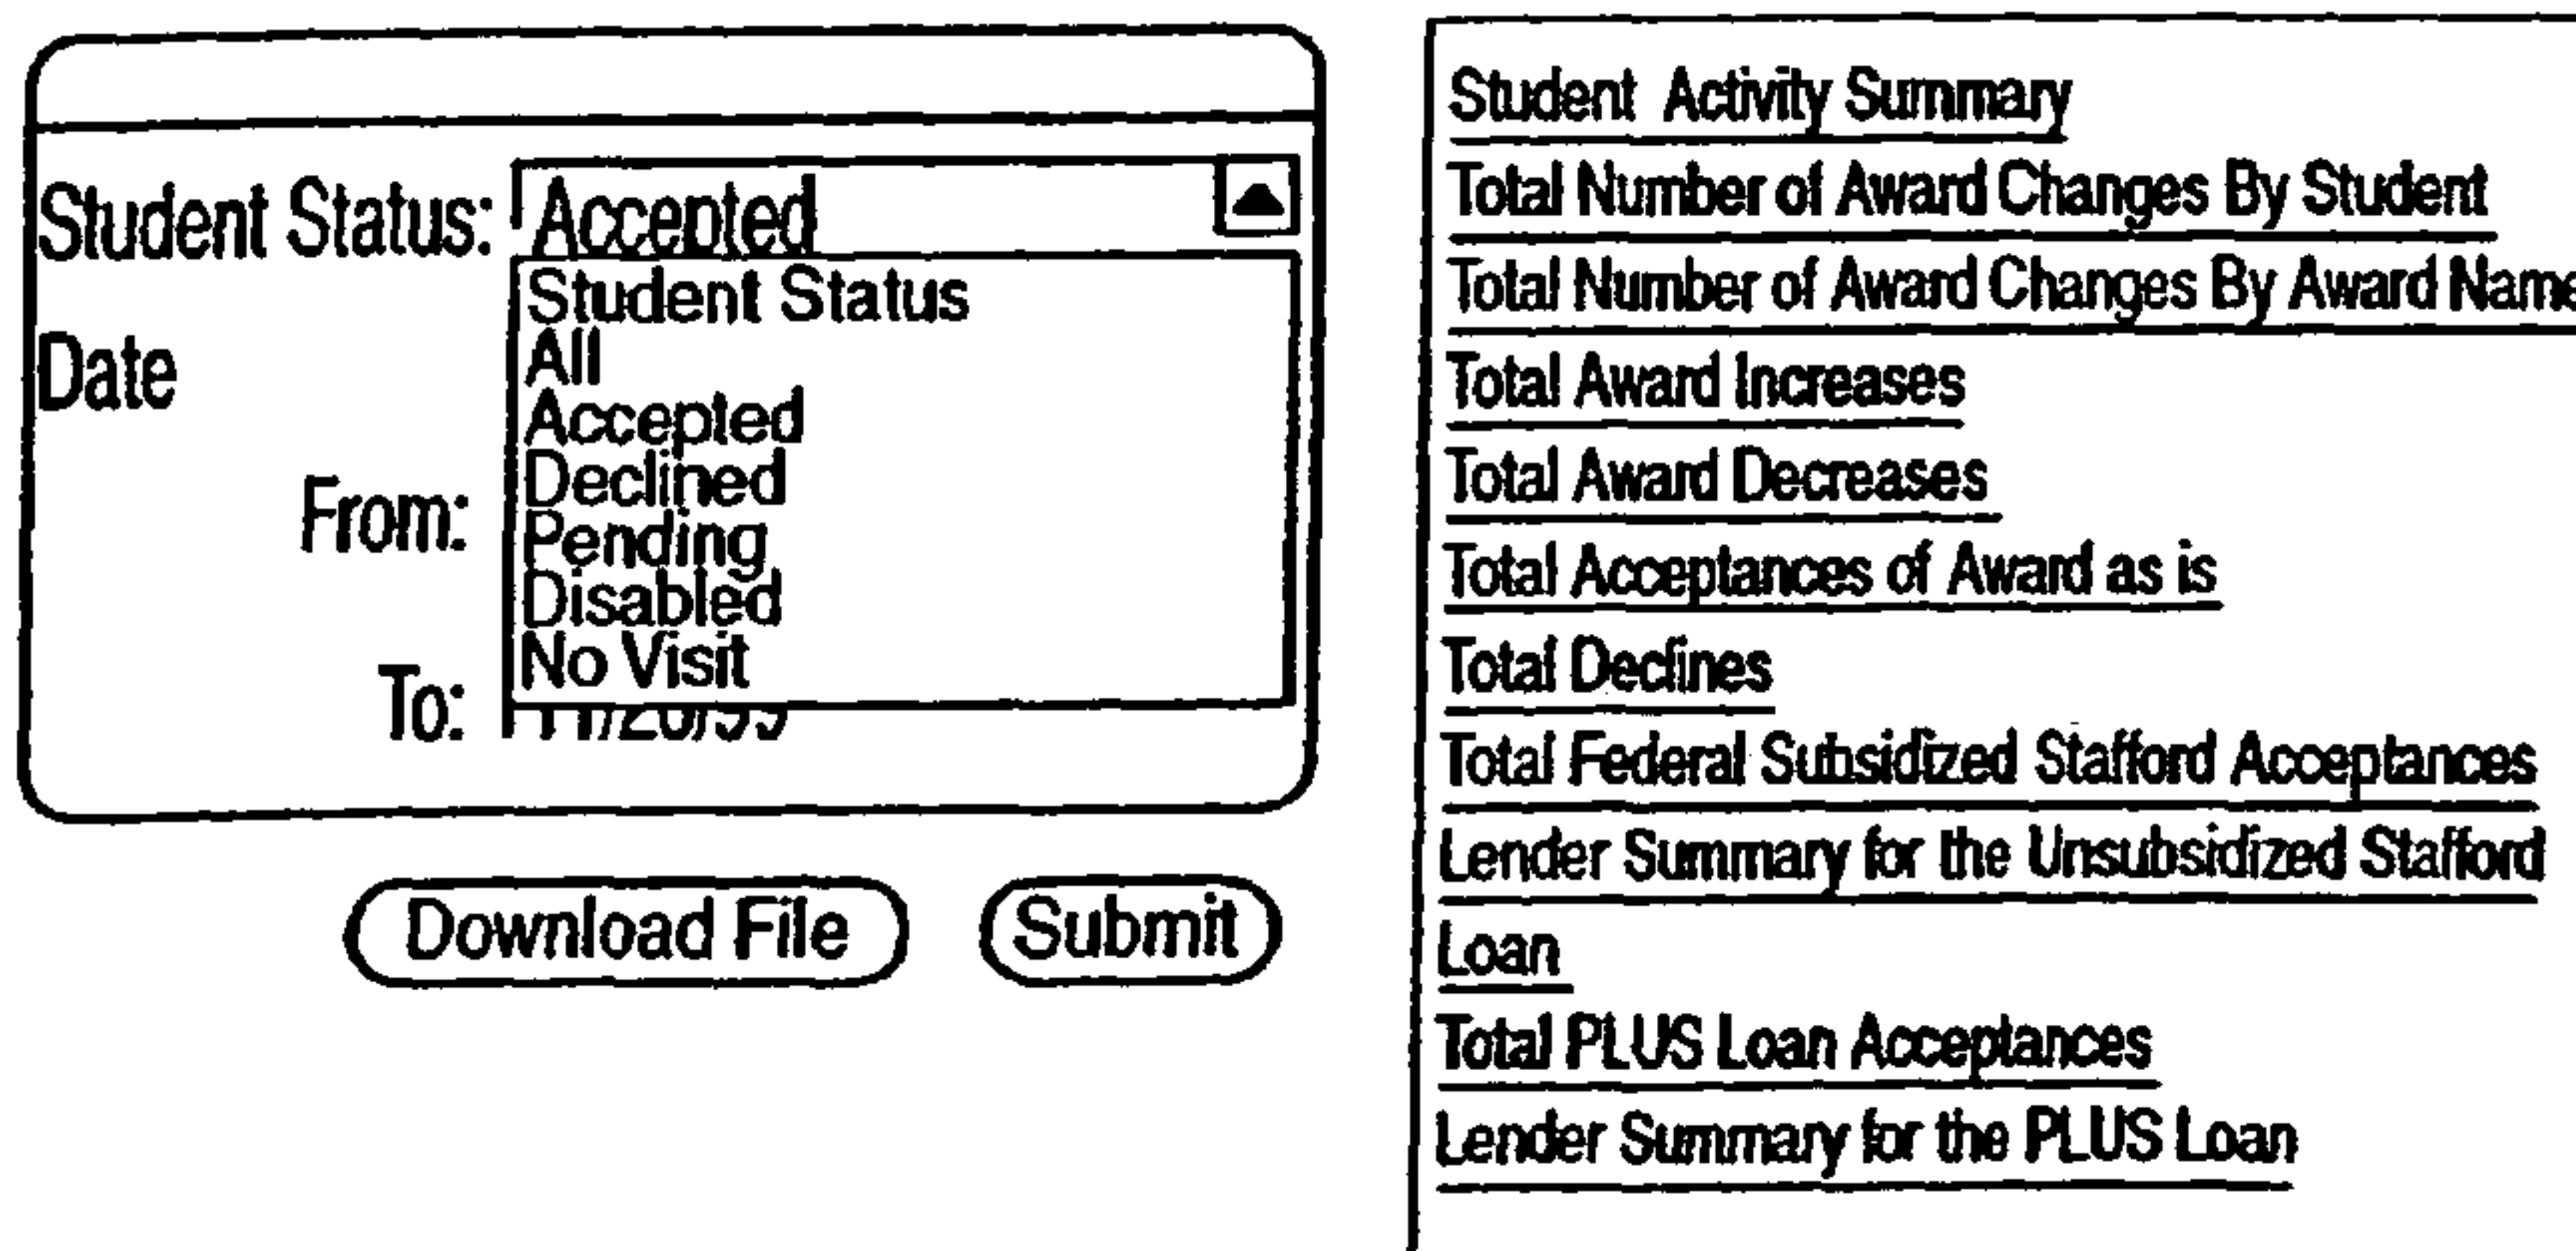 Student Status: Accepted
Student Status
All
Accepted
Declined
Pending
Disabled
No Visit
Date
From:
To:
Download File
Submit
Student Activity Summary
Total Number of Award Changes By Student
Total Number of Award Changes By Award Name
Total Award Increases
Total Award Decreases
Total Acceptances of Award as is
Total Declines
Total Federal Subsidized Stafford Acceptances
Lender Summary for the Unsubsidized Stafford
Loan
Total PLUS Loan Acceptances
Lender Summary for the PLUS Loan